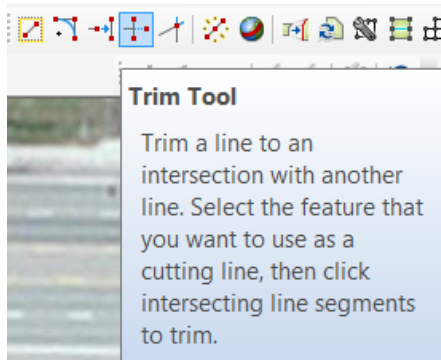 Trim Tool
Trim a line to an
intersection with another
line. Select the feature that
you want to use as a
cutting line, then click
intersecting line segments
to trim.